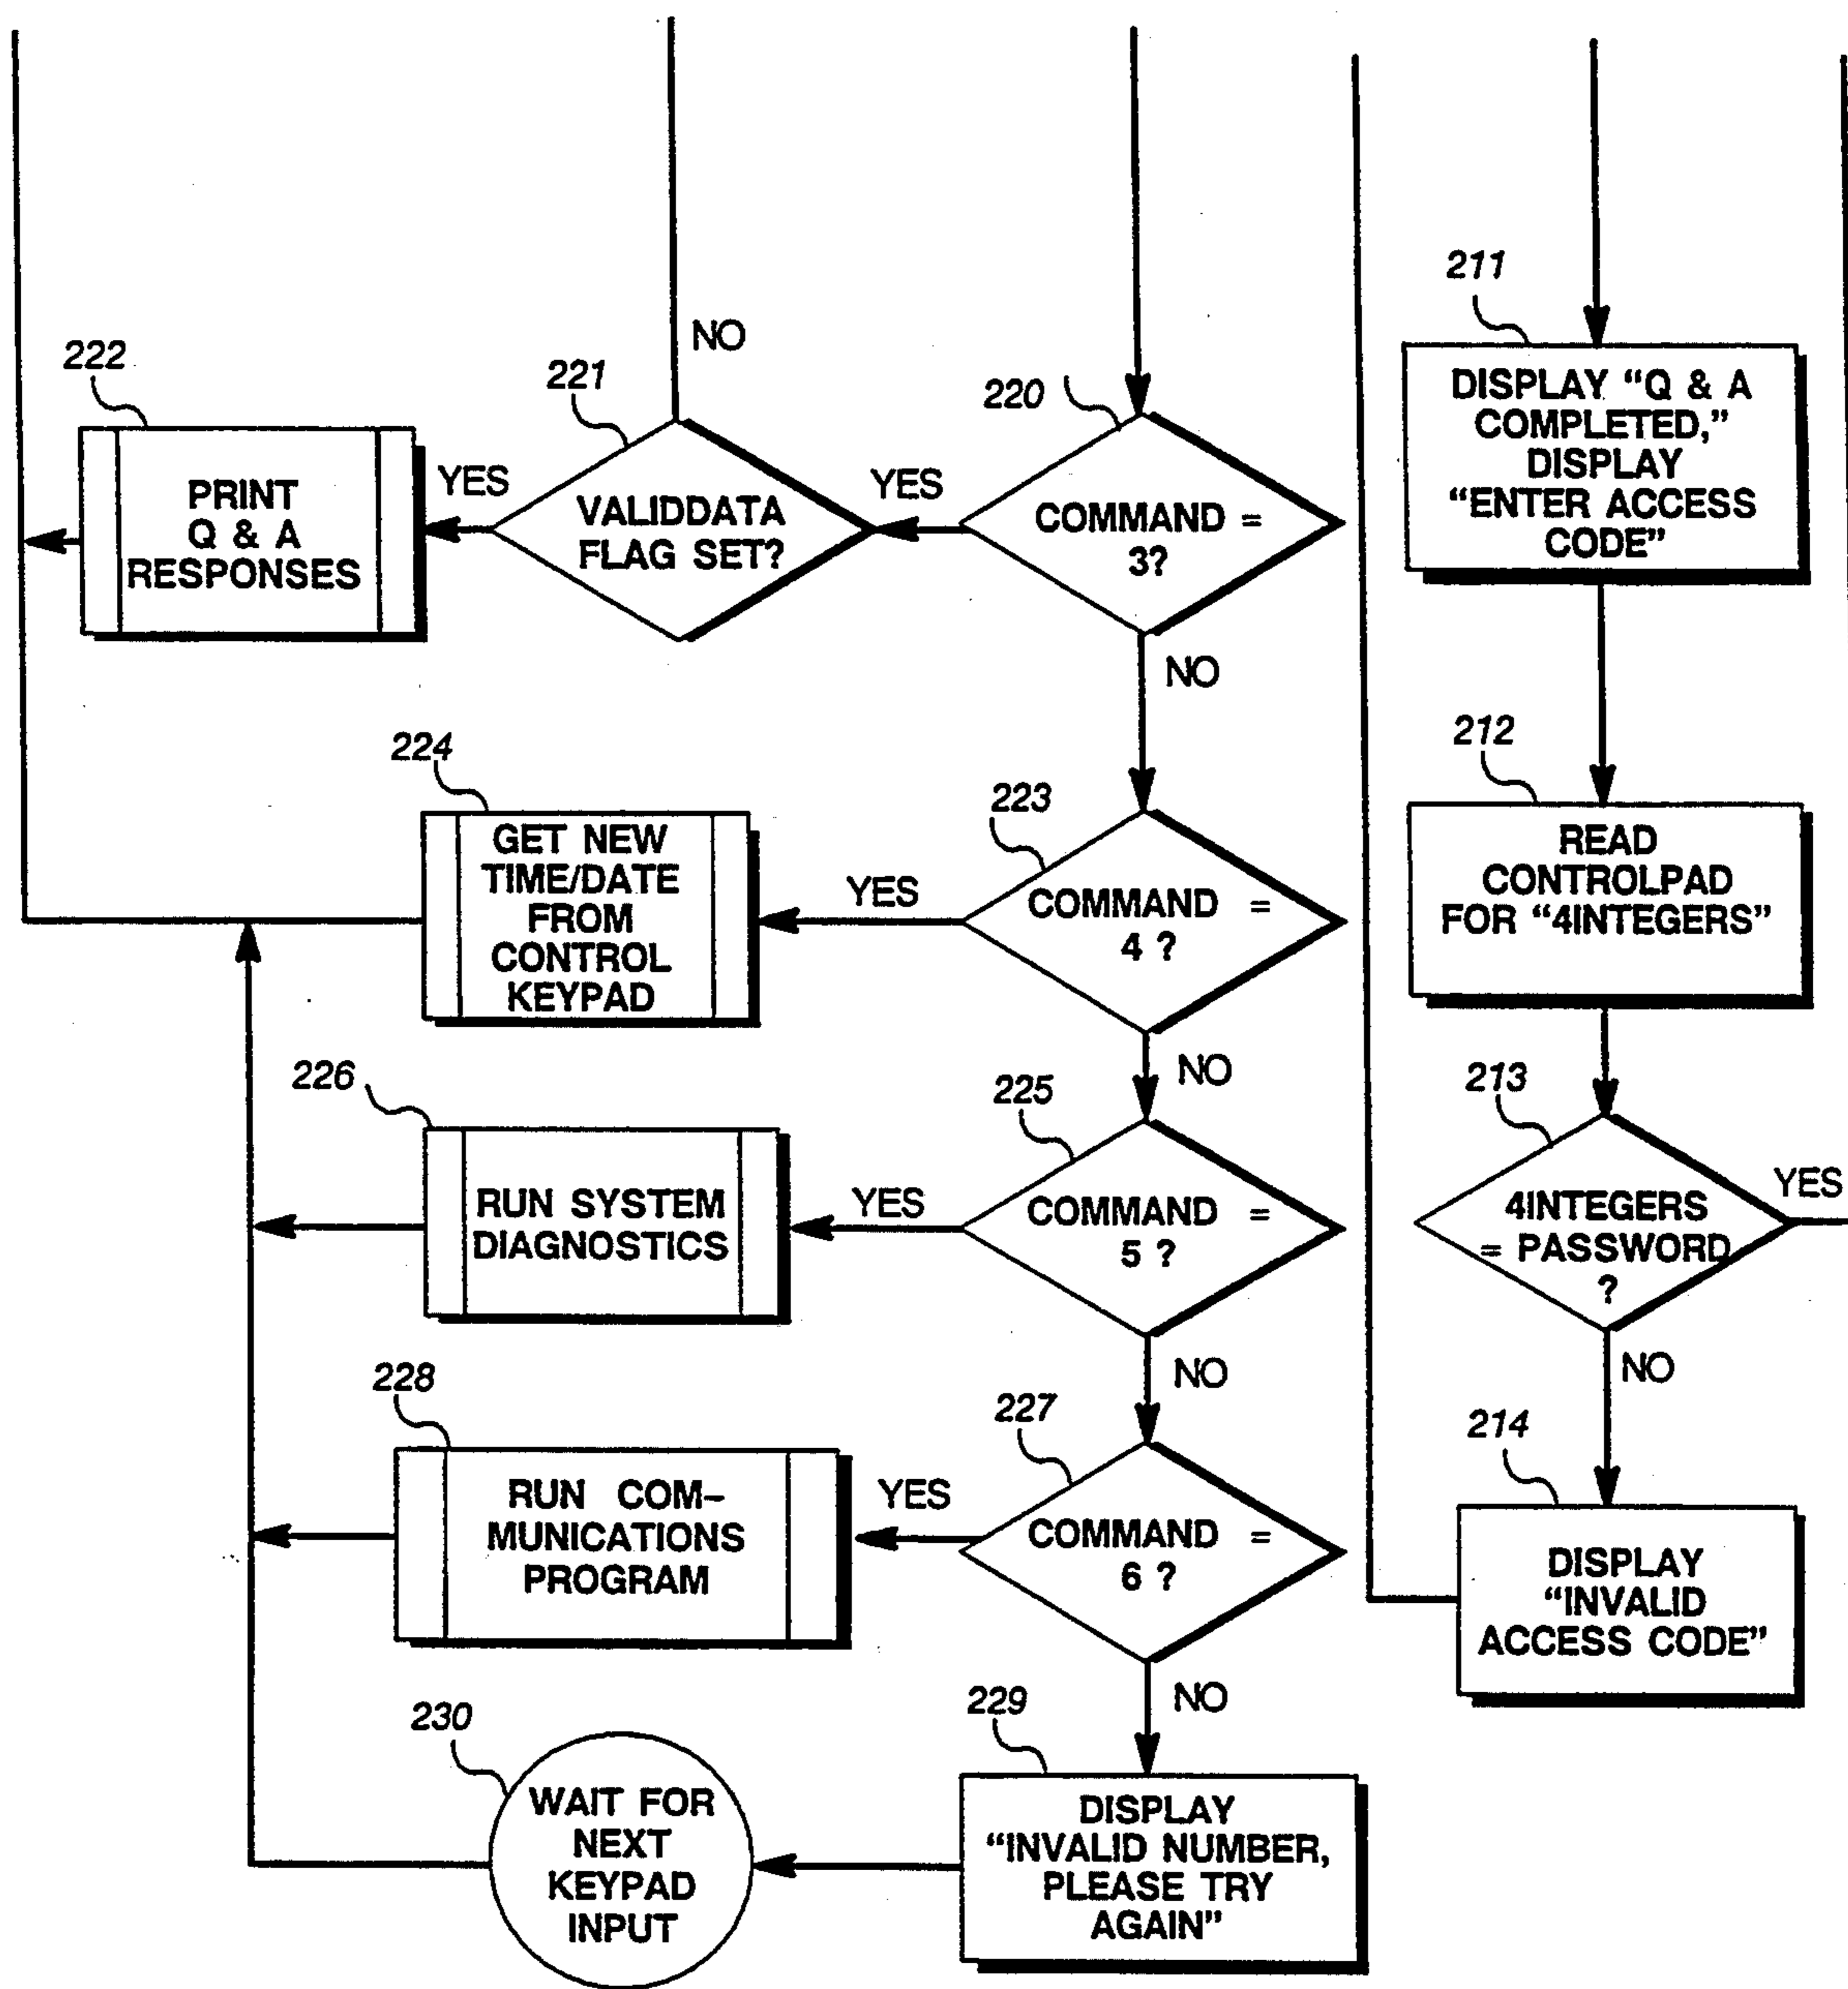 NO
222
221
220
PRINT
Q & A
RESPONSES
YES
VALIDDATA
FLAG SET?
YES
COMMAND =
3?
NO
224
GET NEW
TIME/DATE
FROM
CONTROL
KEYPAD
YES
223
COMMAND =
4 ?
NO
226
RUN SYSTEM
DIAGNOSTICS
YES
225
COMMAND =
5 ?
NO
228
RUN COM–
MUNICATIONS
PROGRAM
YES
227
COMMAND =
6 ?
NO
230
WAIT FOR
NEXT
KEYPAD
INPUT
229
DISPLAY
“INVALID NUMBER,
PLEASE TRY
AGAIN”
211
DISPLAY “Q & A
COMPLETED,”
DISPLAY
“ENTER ACCESS
CODE”
212
READ
CONTROLPAD
FOR “4INTEGERS”
213
4INTEGERS
= PASSWORD
?
YES
NO
214
DISPLAY
“INVALID
ACCESS CODE”